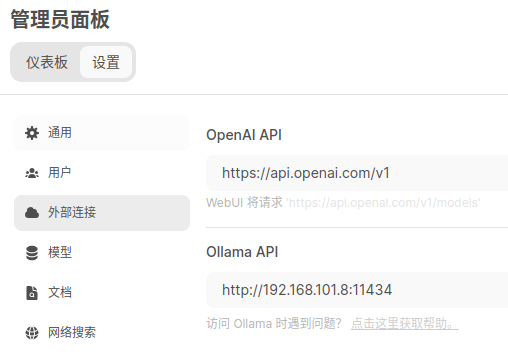 管理员面板
仪表板 设置
通用
用户
外部连接
模型
文档
网络搜索
OpenAI API
https://api.openai.com/v1
WebUI 将请求 'https://api.openai.com/v1/models'
Ollama API
http://192.168.101.8:11434
访问 Ollama 时遇到问题？ 点击这里获取帮助。